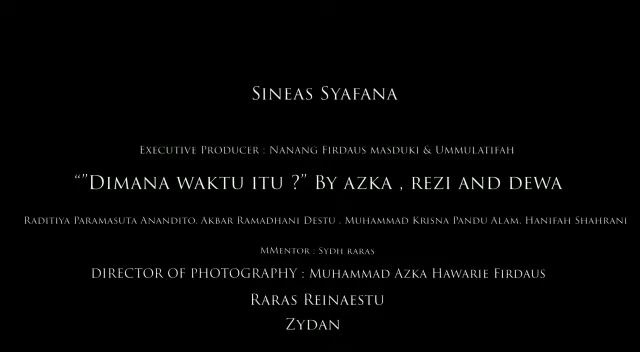 Sineas Syafana
Executive Producer : Nanang Firdaus masduki & Ummulatifah
“”Dimana waktu itu ?” By azka , rezi and dewa
Raditiya Paramasuta Anandito. Akbar Ramadhani Destu . Muhammad Krisna Pandu Alam. Hanifah Shahrani
MMentor : Sydh raras
DIRECTOR OF PHOTOGRAPHY : Muhammad Azka Hawarie Firdaus
Raras Reinaestu
Zydan